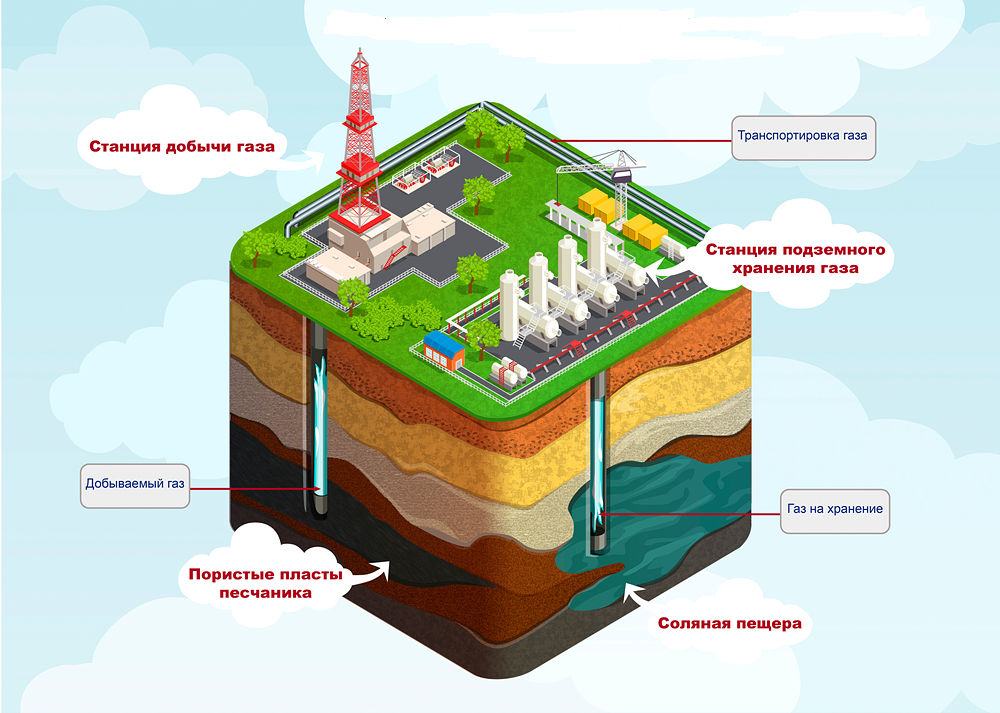 Транспортировка газа
Станция добычи газа
Станция подземного
хранения газа
Добываемый газ
Газ на хранение
Пористые пласты
песчаника
Соляная пещера